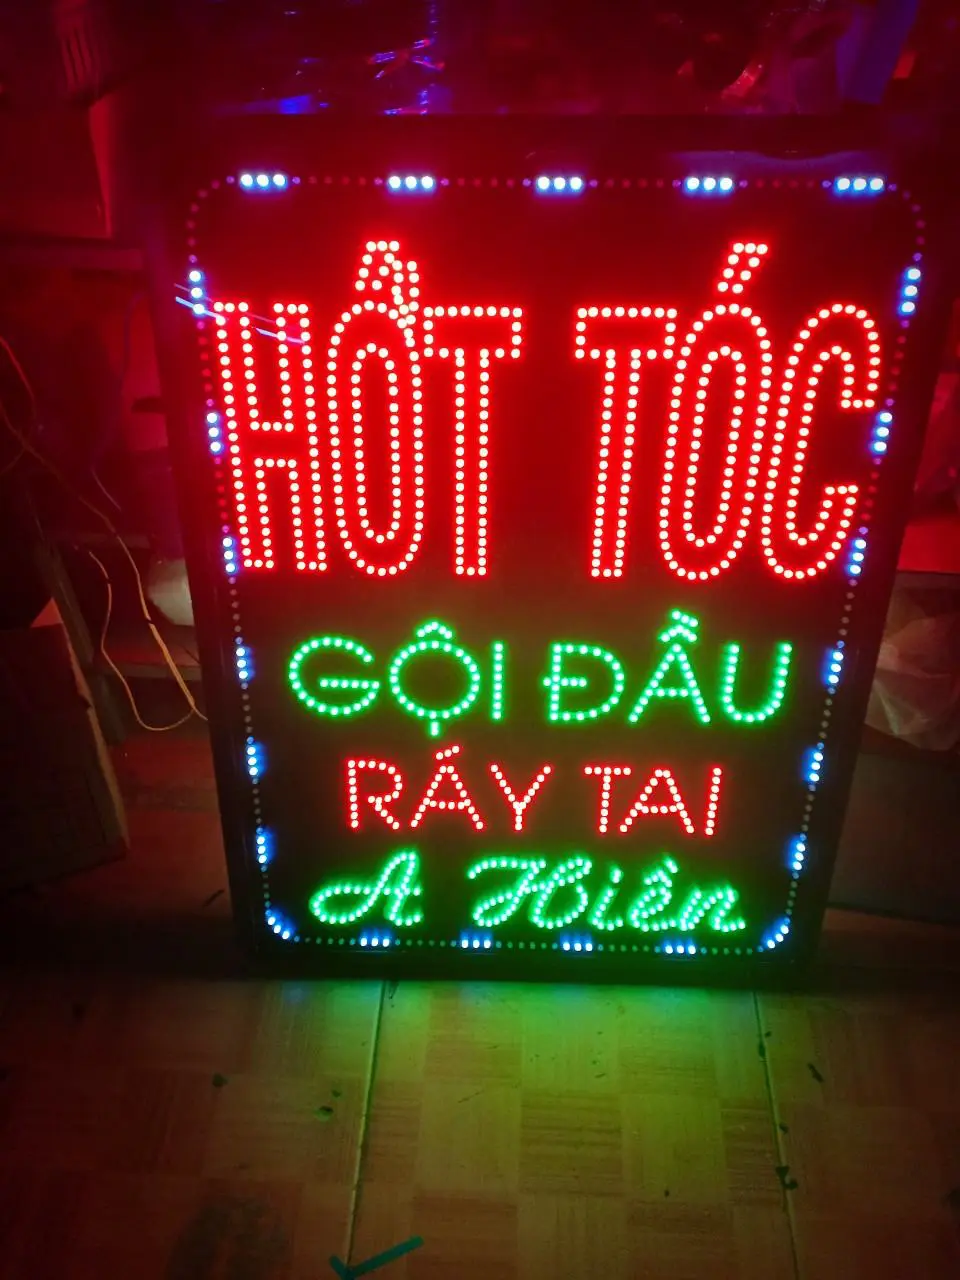 HỚT TÓC
GỘI ĐẦU
RÁY TAI
A Hiền